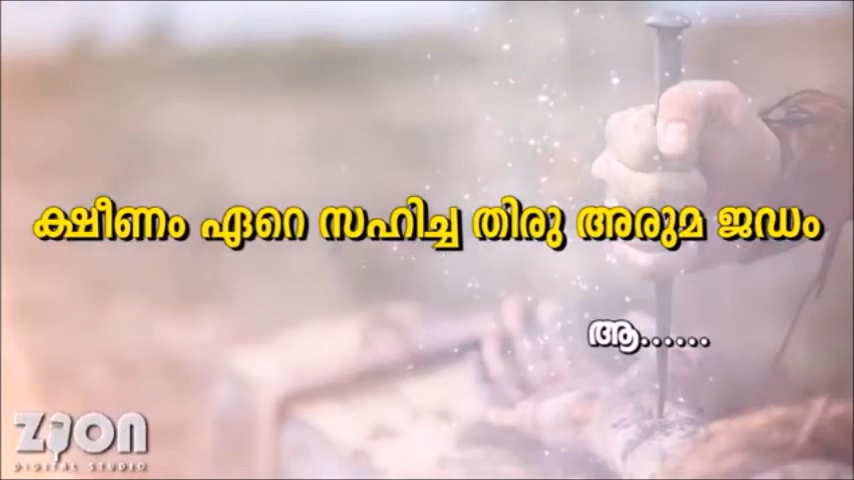 ക്ഷീണം ഏറെ സഹിച്ച തിരു അരുമ ജഡം
ആ......
ZION
DIGITAL STUDIO